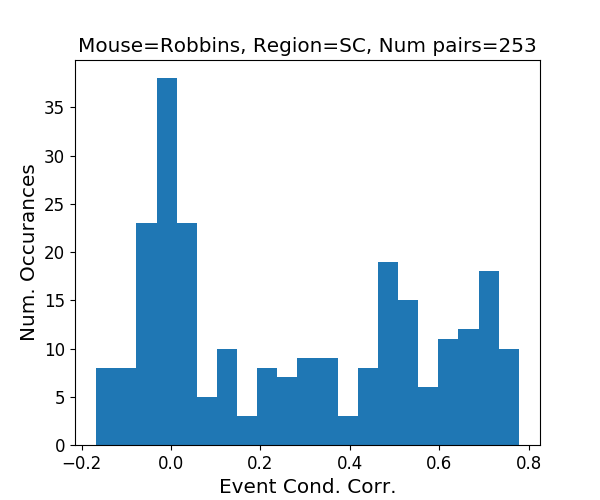 Mouse=Robbins, Region=SC, Num pairs=253
Num. Occurances
35
30
25
20
15
10
5
0
−0.2 0.0 0.2 0.4 0.6 0.8
Event Cond. Corr.